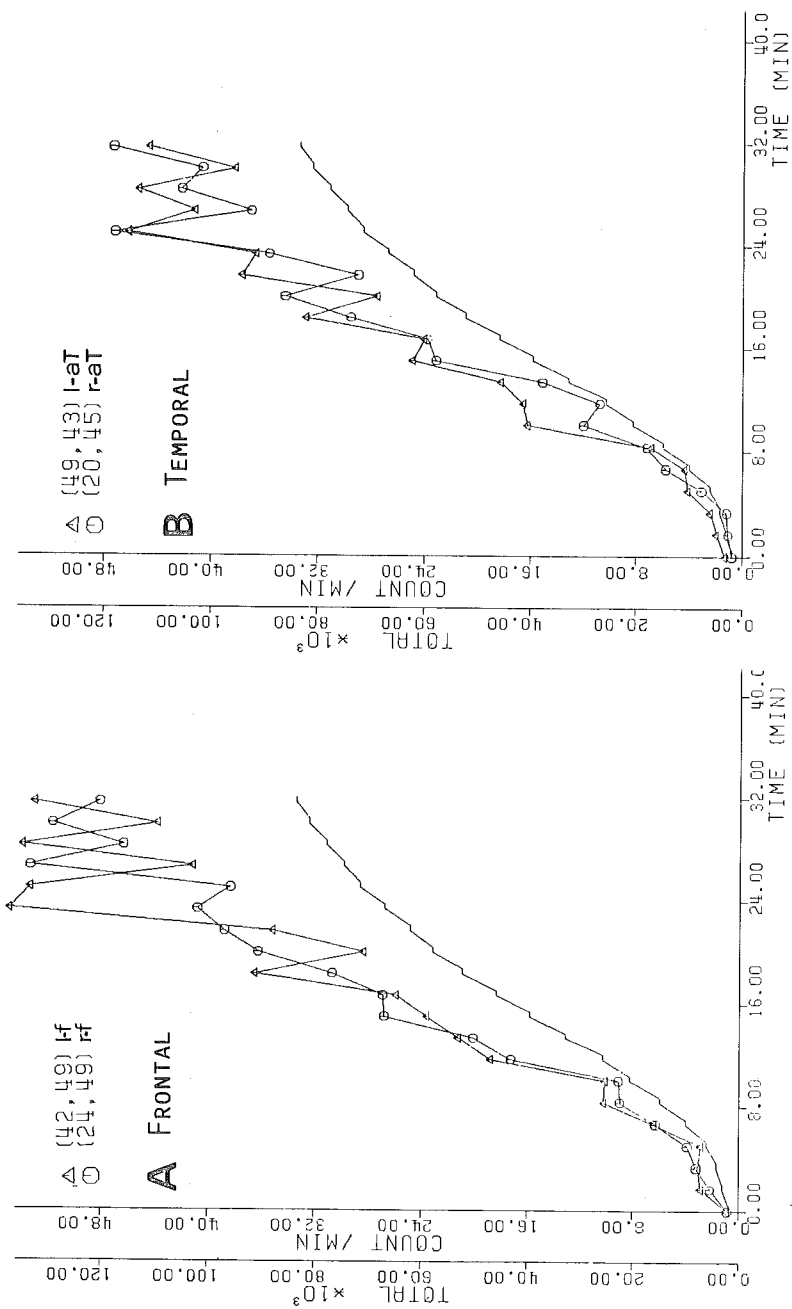 (42, 49) l-f
(24, 49) r-f
A FRONTAL
120.00 100.00 80.00 60.00 40.00 20.00 0.00
TOTAL ×10³
48.00 40.00 32.00 24.00 16.00 8.00 0.00
COUNT /MIN
0.00 8.00 16.00 24.00 32.00 40.0
TIME (MIN)
(49, 43) l-aT
(20, 45) r-aT
B TEMPORAL
120.00 100.00 80.00 60.00 40.00 20.00 0.00
TOTAL ×10³
48.00 40.00 32.00 24.00 16.00 8.00 0.00
COUNT /MIN
0.00 8.00 16.00 24.00 32.00 40.0
TIME (MIN)